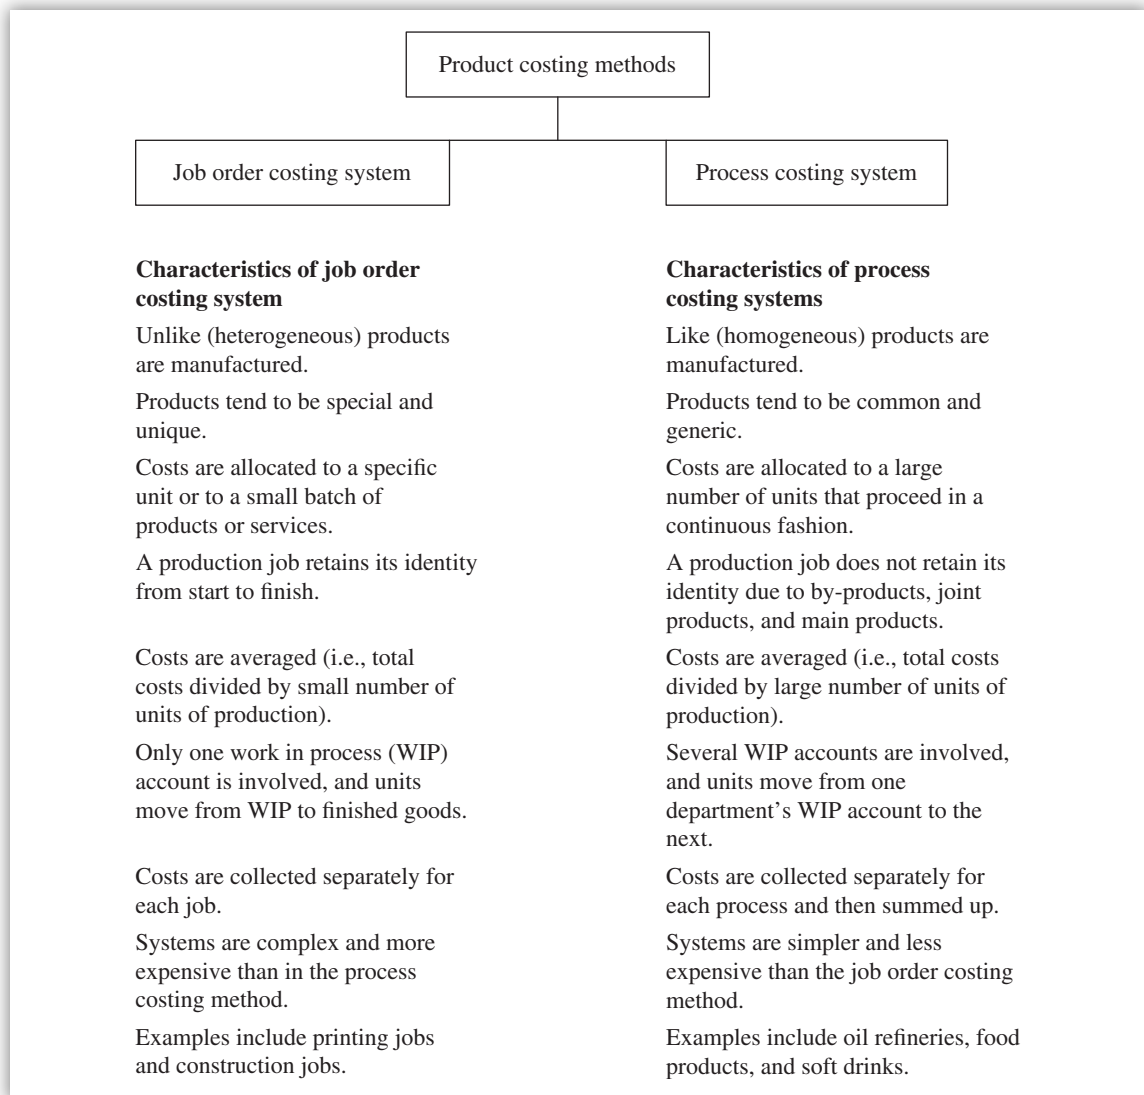 Product costing methods
Job order costing system
Process costing system
Characteristics of job order
costing system
Unlike (heterogeneous) products
are manufactured.
Products tend to be special and
unique.
Costs are allocated to a specific
unit or to a small batch of
products or services.
A production job retains its identity
from start to finish.
Costs are averaged (i.e., total
costs divided by small number of
units of production).
Only one work in process (WIP)
account is involved, and units
move from WIP to finished goods.
Costs are collected separately for
each job.
Systems are complex and more
expensive than in the process
costing method.
Examples include printing jobs
and construction jobs.
Characteristics of process
costing systems
Like (homogeneous) products are
manufactured.
Products tend to be common and
generic.
Costs are allocated to a large
number of units that proceed in a
continuous fashion.
A production job does not retain its
identity due to by-products, joint
products, and main products.
Costs are averaged (i.e., total costs
divided by large number of units of
production).
Several WIP accounts are involved,
and units move from one
department’s WIP account to the
next.
Costs are collected separately for
each process and then summed up.
Systems are simpler and less
expensive than the job order costing
method.
Examples include oil refineries, food
products, and soft drinks.